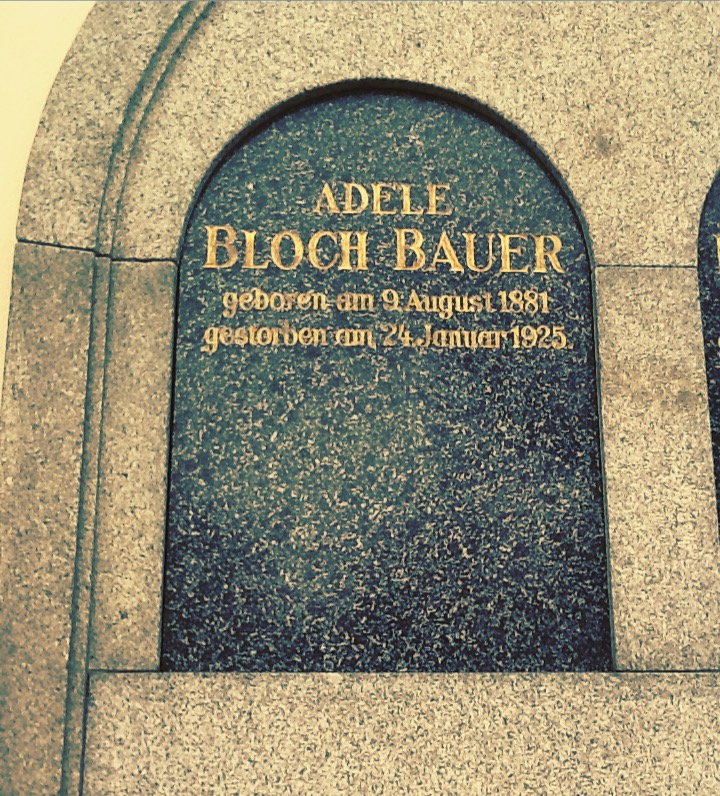 ADELE
BLOCH BAUER
geboren am 9. August 1881
gestorben am 24. Januar 1925.